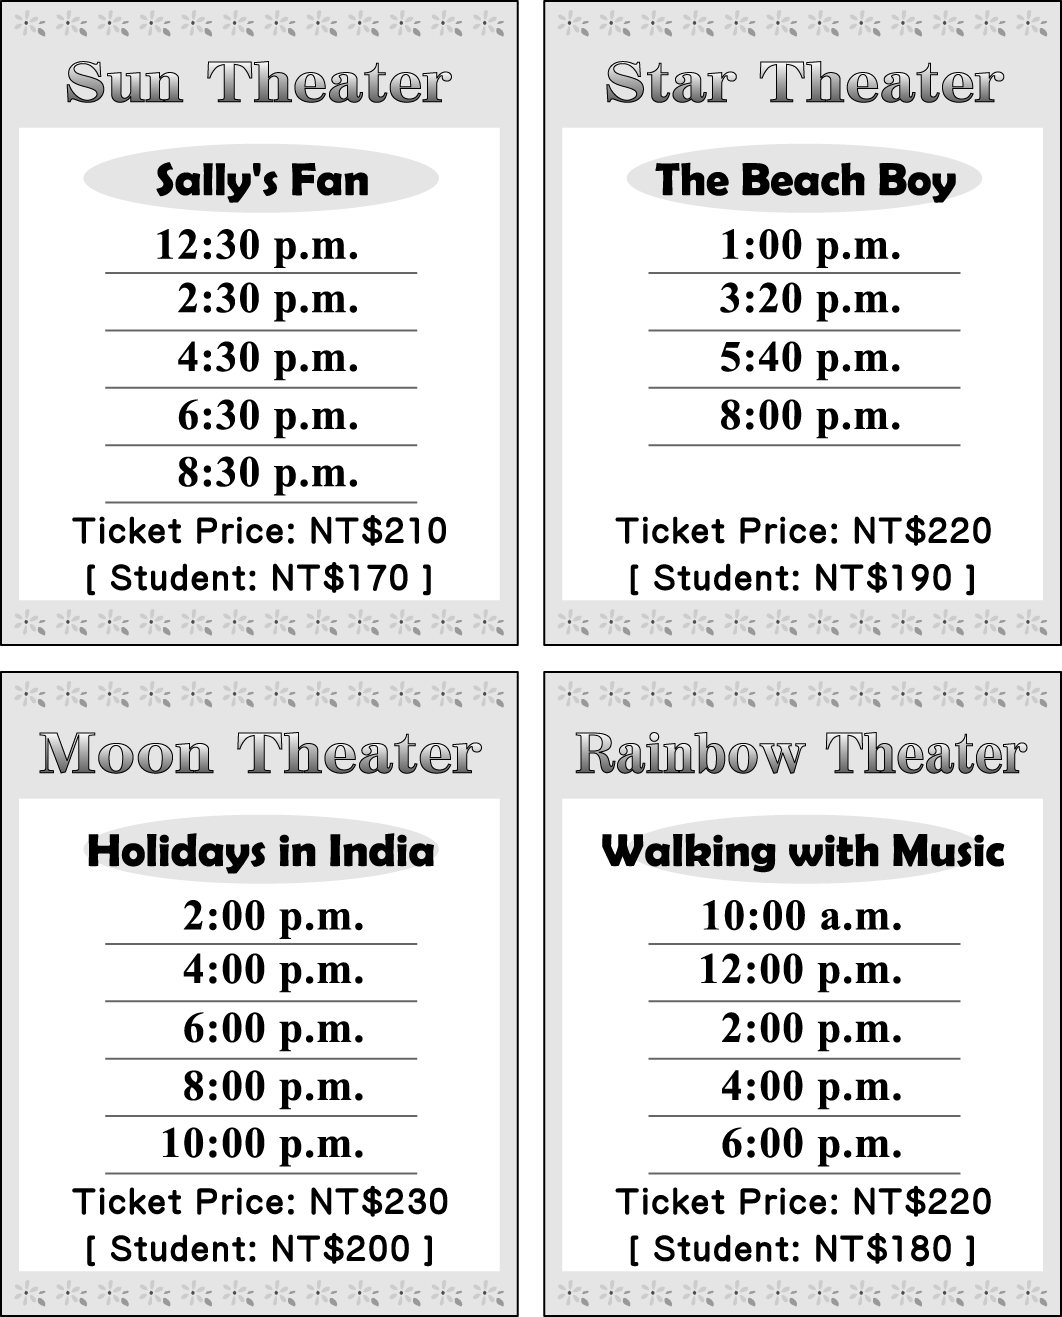 Sun Theater
Sally's Fan
12:30 p.m.
2:30 p.m.
4:30 p.m.
6:30 p.m.
8:30 p.m.
Ticket Price: NT$210
[ Student: NT$170 ]
Star Theater
The Beach Boy
1:00 p.m.
3:20 p.m.
5:40 p.m.
8:00 p.m.
Ticket Price: NT$220
[ Student: NT$190 ]
Moon Theater
Holidays in India
2:00 p.m.
4:00 p.m.
6:00 p.m.
8:00 p.m.
10:00 p.m.
Ticket Price: NT$230
[ Student: NT$200 ]
Rainbow Theater
Walking with Music
10:00 a.m.
12:00 p.m.
2:00 p.m.
4:00 p.m.
6:00 p.m.
Ticket Price: NT$220
[ Student: NT$180 ]